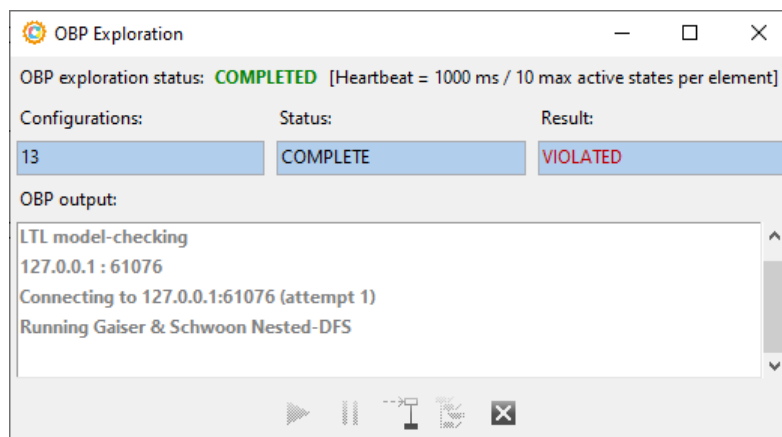 OBP Exploration
OBP exploration status: COMPLETED [Heartbeat = 1000 ms / 10 max active states per element]
Configurations: Status: Result:
13 COMPLETE VIOLATED
OBP output:
LTL model-checking
127.0.0.1 : 61076
Connecting to 127.0.0.1:61076 (attempt 1)
Running Gaiser & Schwoon Nested-DFS